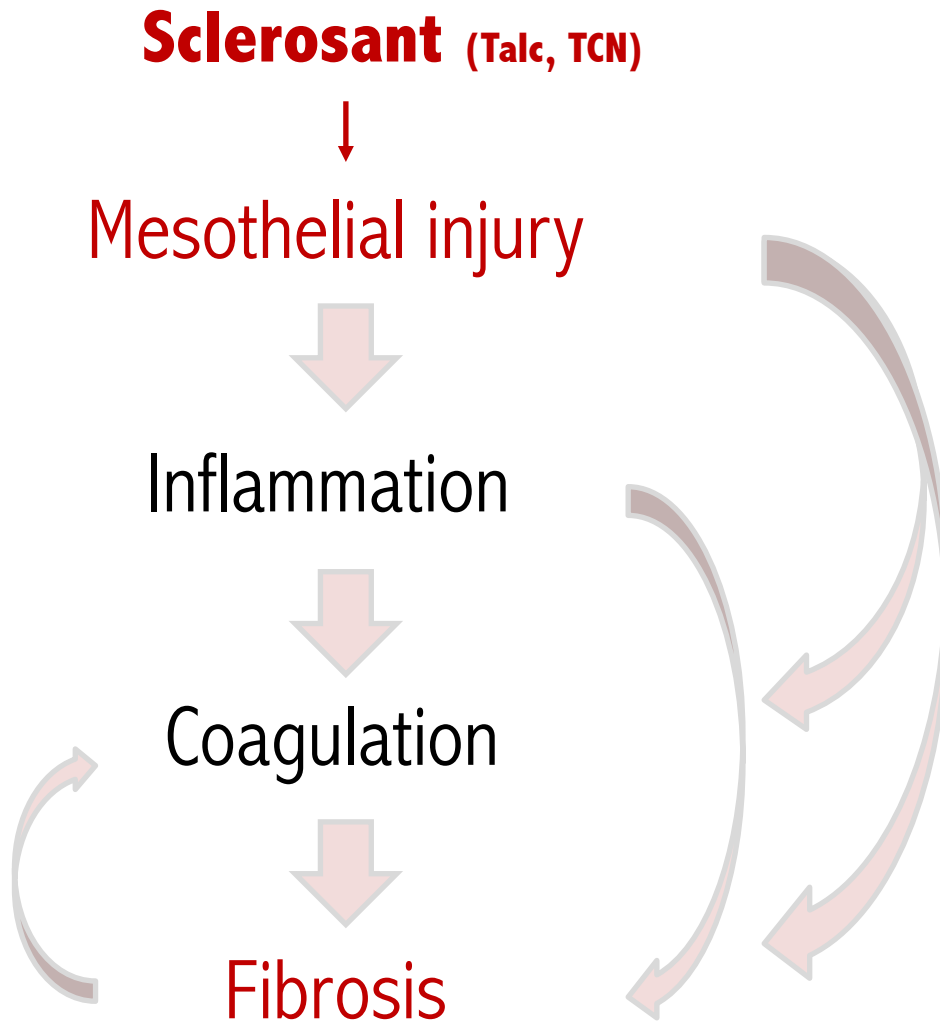 Sclerosant (Talc, TCN)
Mesothelial injury
Inflammation
Coagulation
Fibrosis